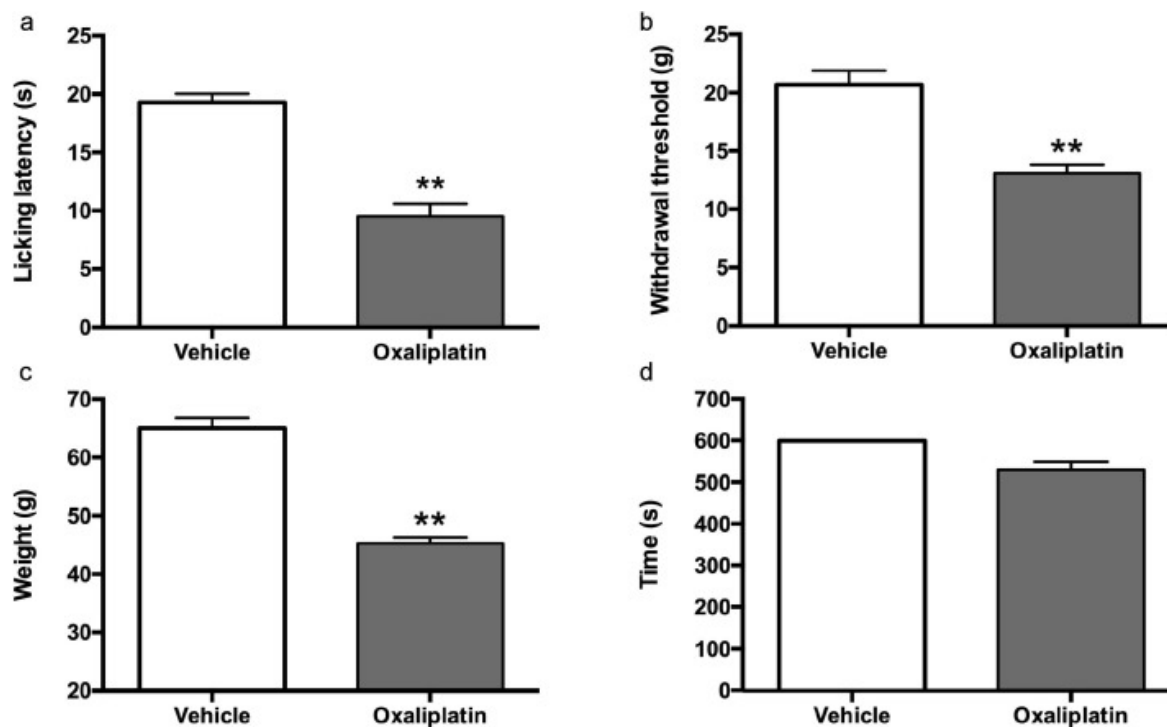 a
Licking latency (s)
25
20
15
10
5
0
**
Vehicle Oxaliplatin
b
Withdrawal threshold (g)
25
20
15
10
5
0
**
Vehicle Oxaliplatin
c
Weight (g)
70
60
50
40
30
20
**
Vehicle Oxaliplatin
d
Time (s)
700
600
500
400
300
200
100
0
Vehicle Oxaliplatin